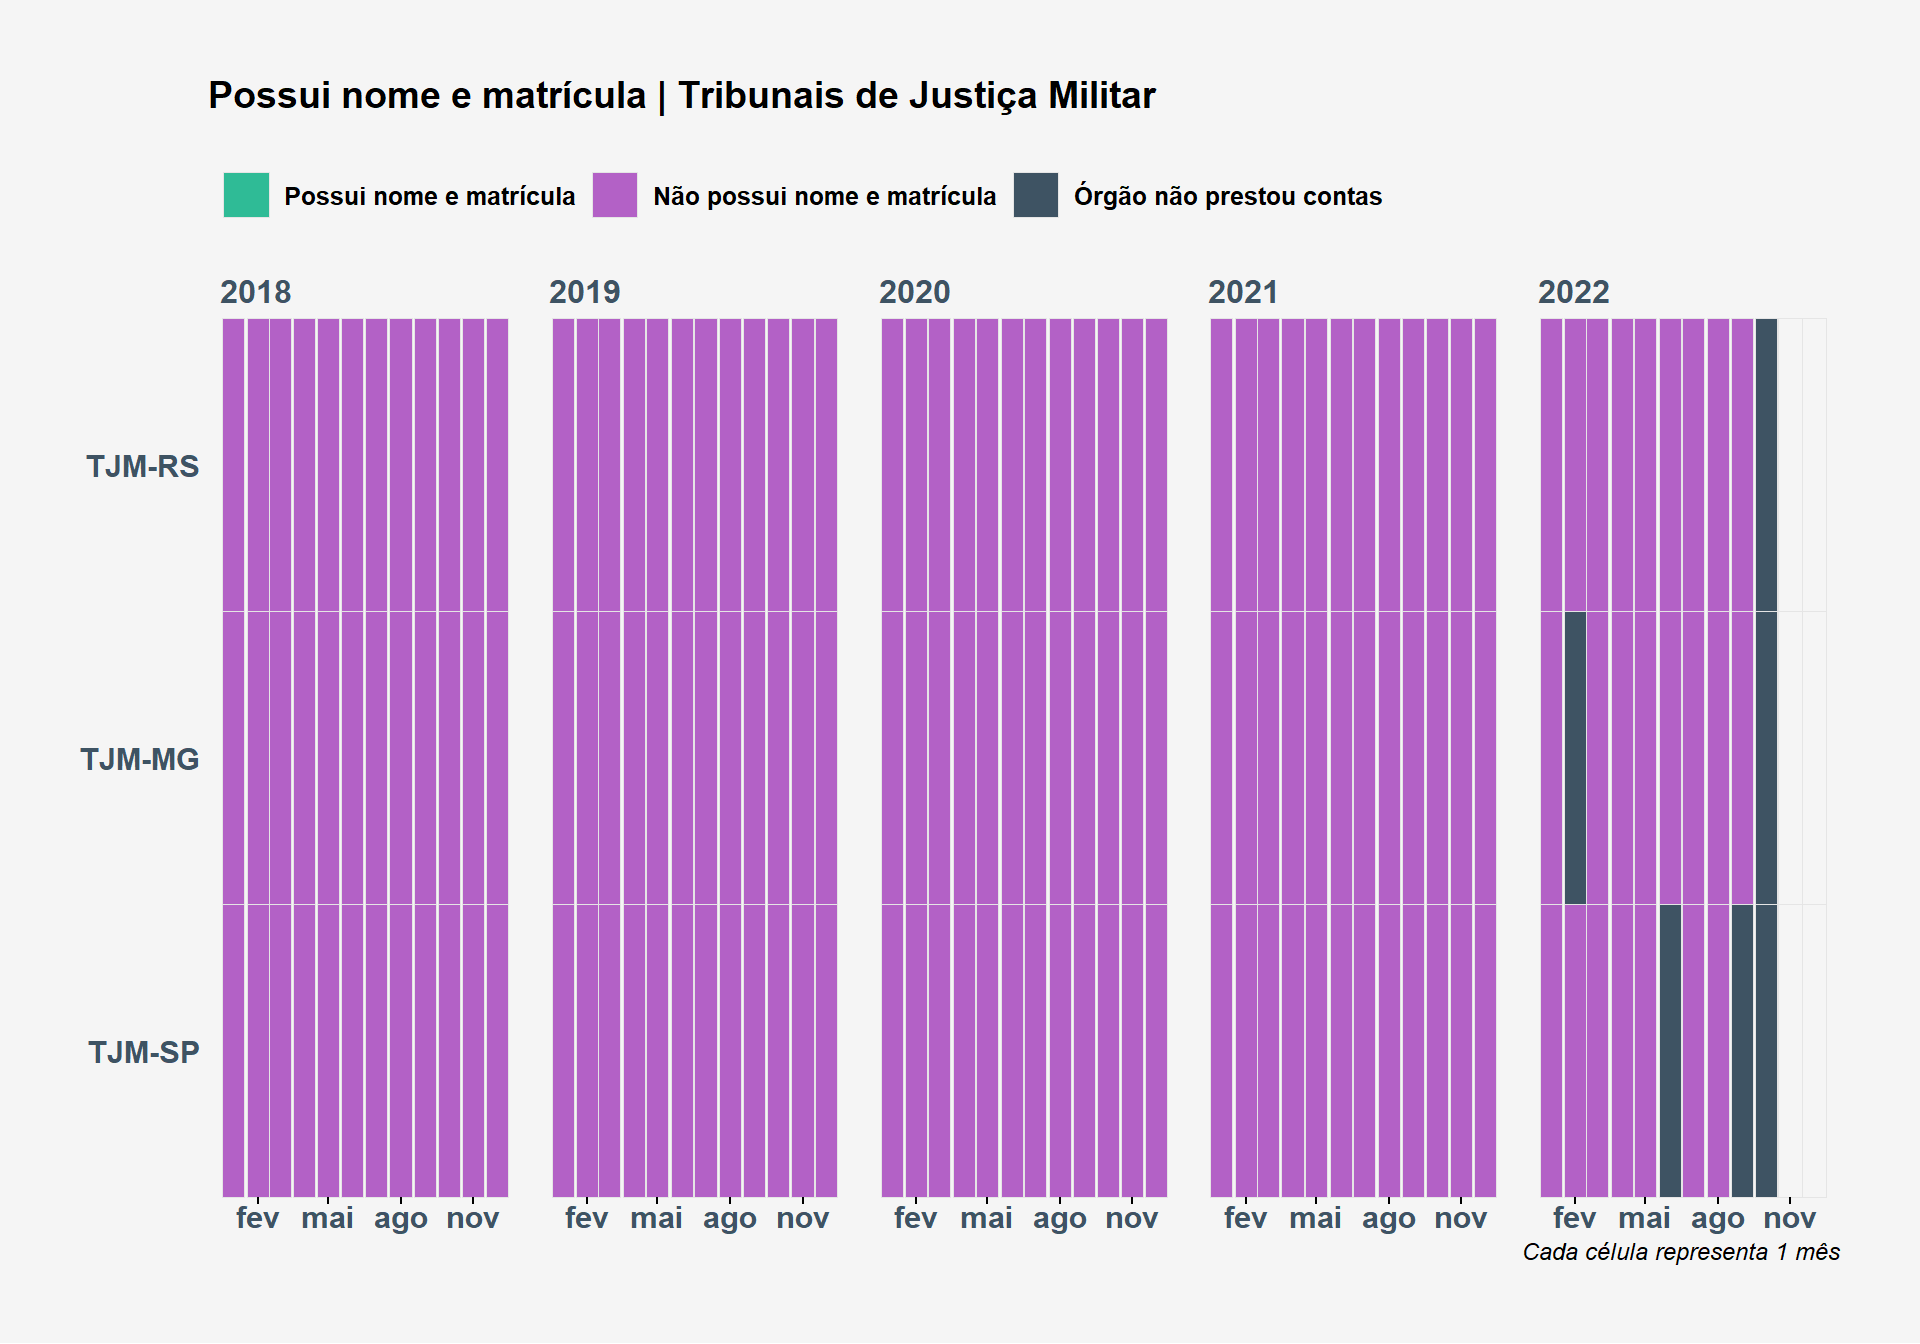 Possui nome e matrícula | Tribunais de Justiça Militar
Possui nome e matrícula Não possui nome e matrícula Órgão não prestou contas
2018 2019 2020 2021 2022
TJM-RS
TJM-MG
TJM-SP
fev mai ago nov fev mai ago nov fev mai ago nov fev mai ago nov fev mai ago nov
Cada célula representa 1 mês